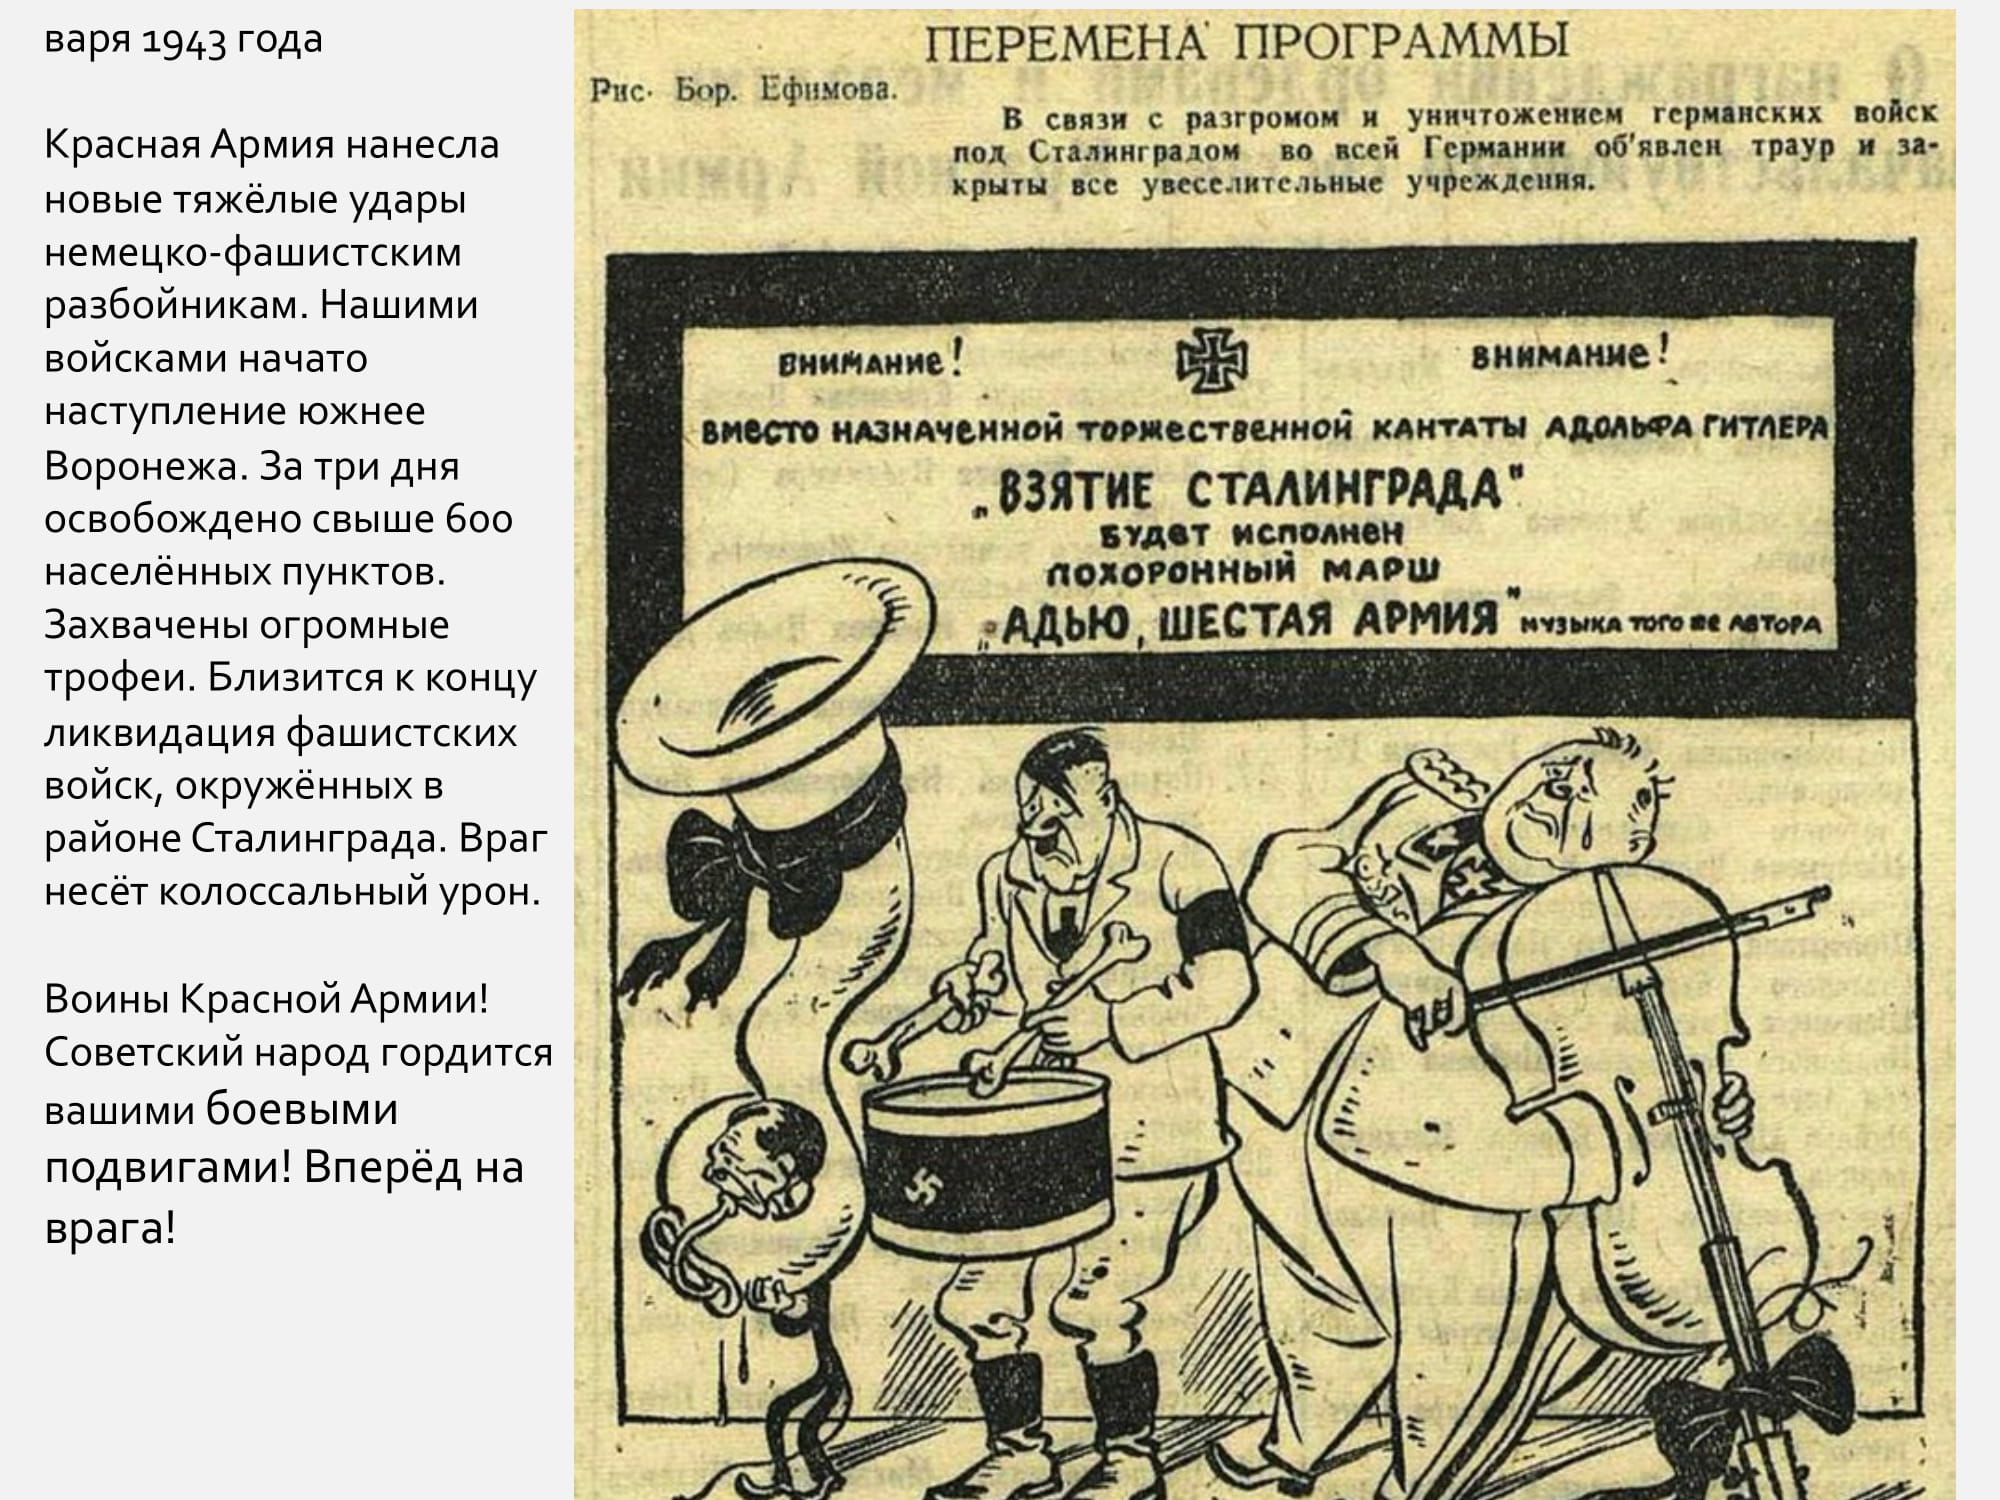 варя 1943 года
Красная Армия нанесла
новые тяжёлые удары
немецко-фашистским
разбойникам. Нашими
войсками начато
наступление южнее
Воронежа. За три дня
освобождено свыше 600
населённых пунктов.
Захвачены огромные
трофеи. Близится к концу
ликвидация фашистских
войск, окружённых в
районе Сталинграда. Враг
несёт колоссальный урон.
Воины Красной Армии!
Советский народ гордится
вашими боевыми
подвигами! Вперёд на
врага!
ПЕРЕМЕНА ПРОГРАММЫ
Рис. Бор. Ефимова.
В связи с разгромом и уничтожением германских войск
под Сталинградом во всей Германии об'явлен траур и за-
крыты все увеселительные учреждения.
ВНИМАНИЕ! ВНИМАНИЕ!
ВМЕСТО НАЗНАЧЕННОЙ ТОРЖЕСТВЕННОЙ КАНТАТЫ АДОЛЬФА ГИТЛЕРА
„ВЗЯТИЕ СТАЛИНГРАДА"
БУДЕТ ИСПОЛНЕН
ПОХОРОННЫЙ МАРШ
„АДЬЮ, ШЕСТАЯ АРМИЯ" МУЗЫКА ТОГО ЖЕ АВТОРА